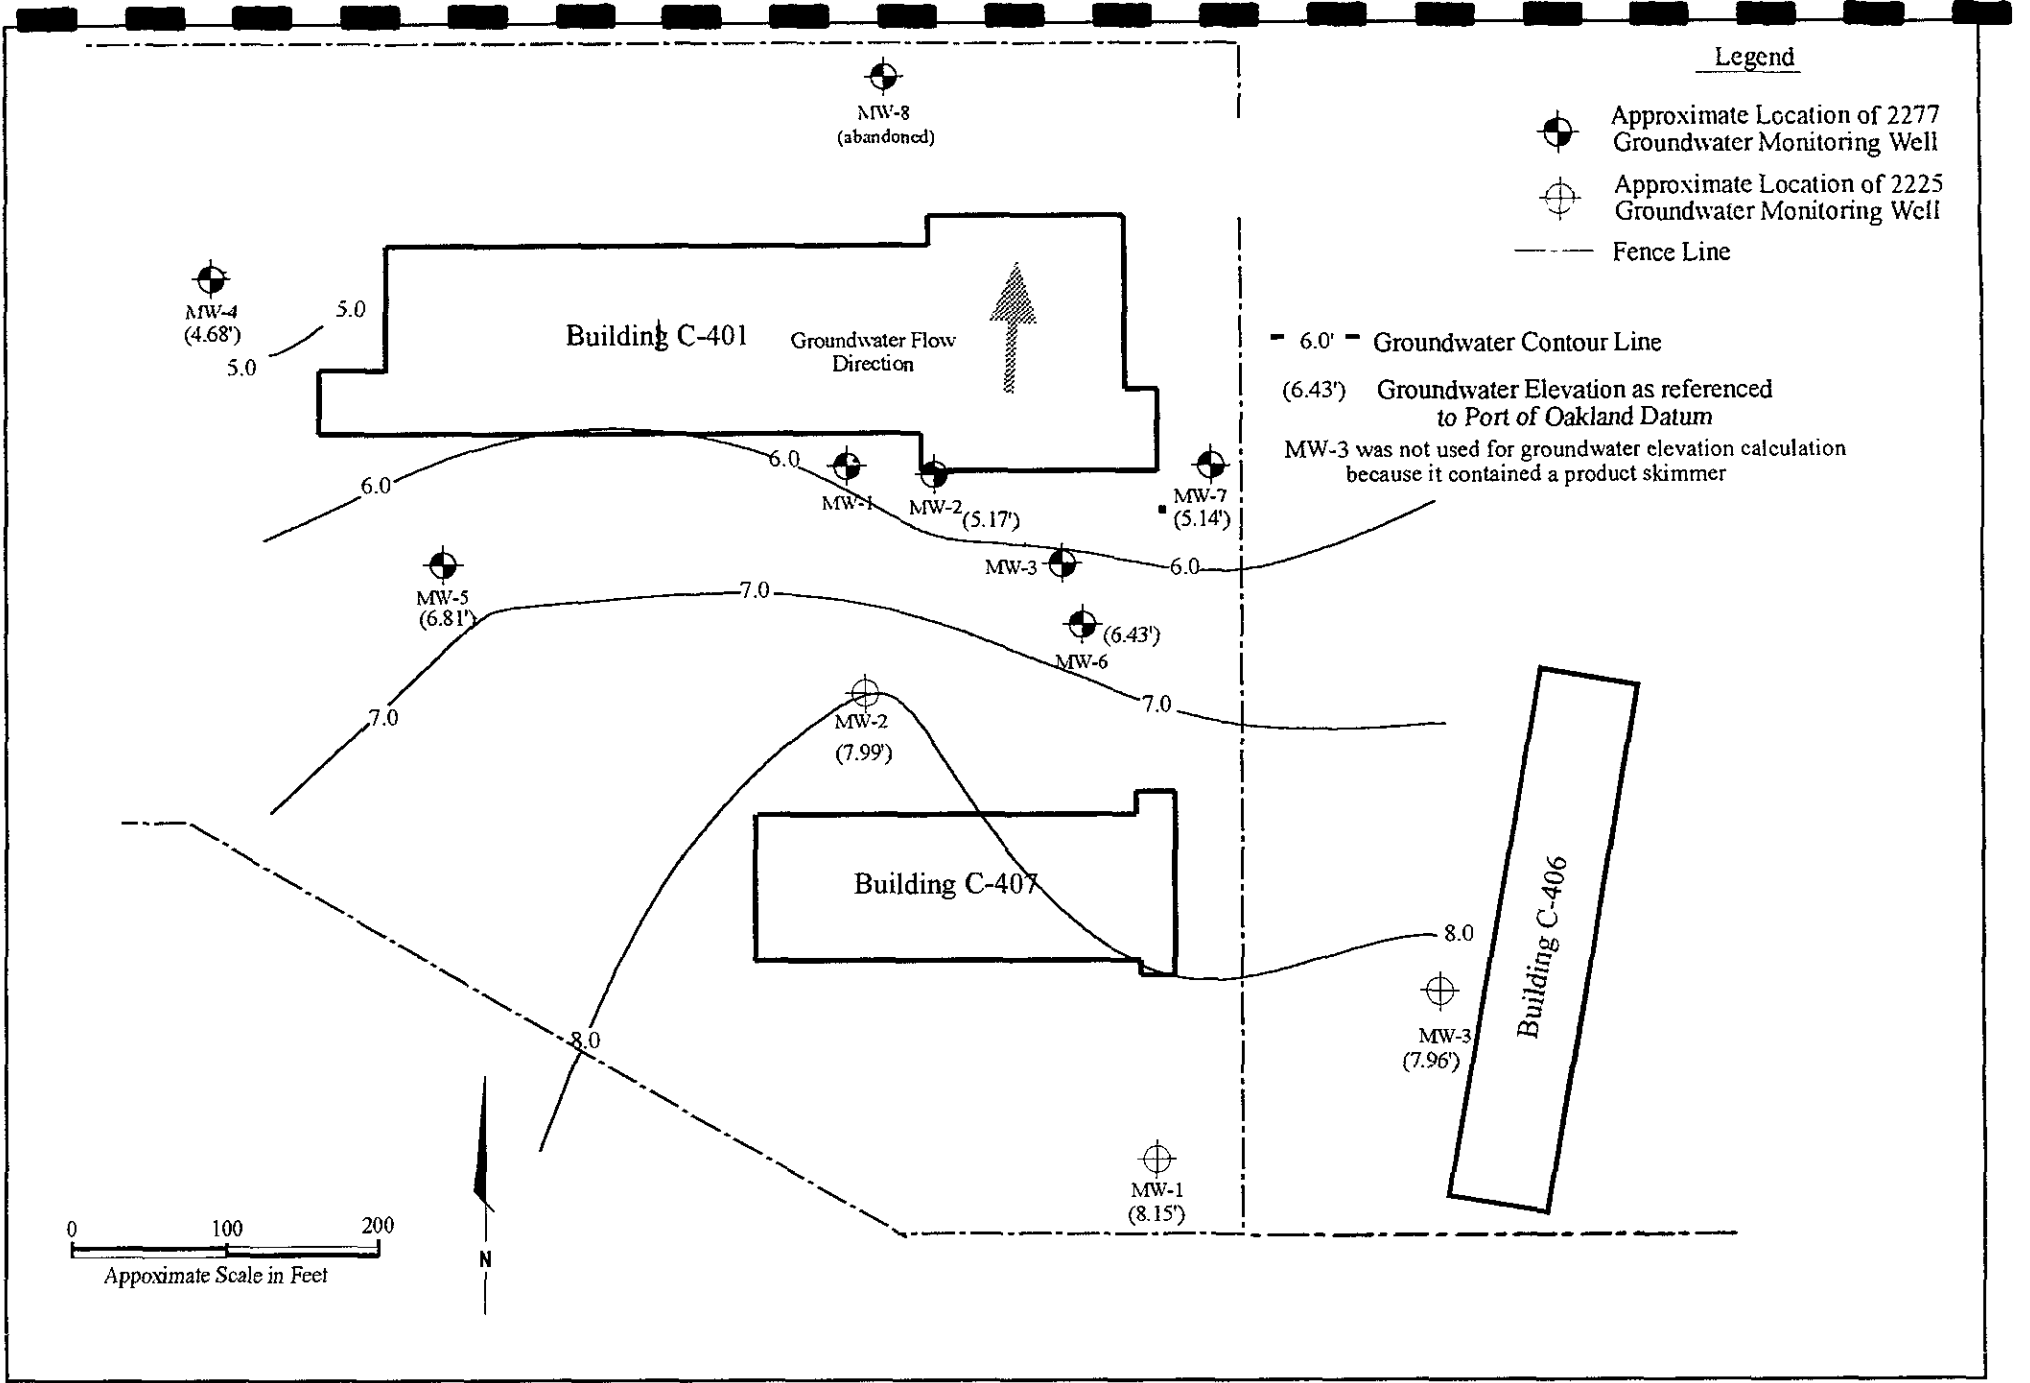 Legend
Approximate Location of 2277
Groundwater Monitoring Well
Approximate Location of 2225
Groundwater Monitoring Well
Fence Line
- 6.0' - Groundwater Contour Line
(6.43') Groundwater Elevation as referenced
to Port of Oakland Datum
MW-3 was not used for groundwater elevation calculation
because it contained a product skimmer
MW-8
(abandoned)
MW-4
(4.68')
5.0
5.0
Building C-401
Groundwater Flow
Direction
6.0
6.0
MW-1
MW-2
(5.17')
MW-7
(5.14')
MW-3
6.0
MW-5
(6.81')
7.0
(6.43')
MW-6
7.0
7.0
MW-2
(7.99')
Building C-407
Building C-406
8.0
MW-3
(7.96')
8.0
MW-1
(8.15')
0 100 200
Appoximate Scale in Feet
N